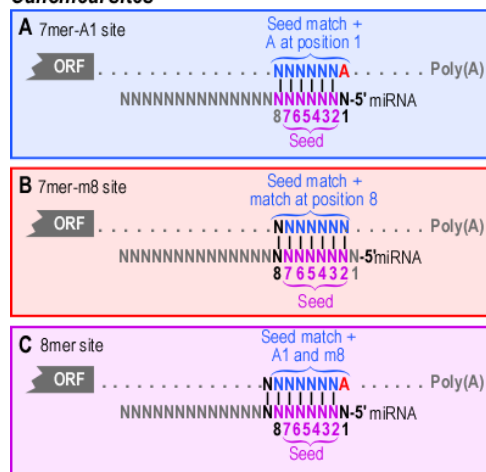 Canonical sites
A 7mer-A1 site
Seed match +
A at position 1
ORF . . . . . . . . . . . . . . . . NNNNNNA . . . . . . Poly(A)
NNNNNNNNNNNNNNNNNNNNN-5' miRNA
87654321
Seed
B 7mer-m8 site
Seed match +
match at position 8
ORF . . . . . . . . . . . . . . . . NNNNNNN . . . . . . Poly(A)
NNNNNNNNNNNNNNNNNNNNNN-5'miRNA
87654321
Seed
C 8mer site
Seed match +
A1 and m8
ORF . . . . . . . . . . . . . . . NNNNNNNA . . . . . . Poly(A)
NNNNNNNNNNNNNNNNNNNNN-5' miRNA
87654321
Seed